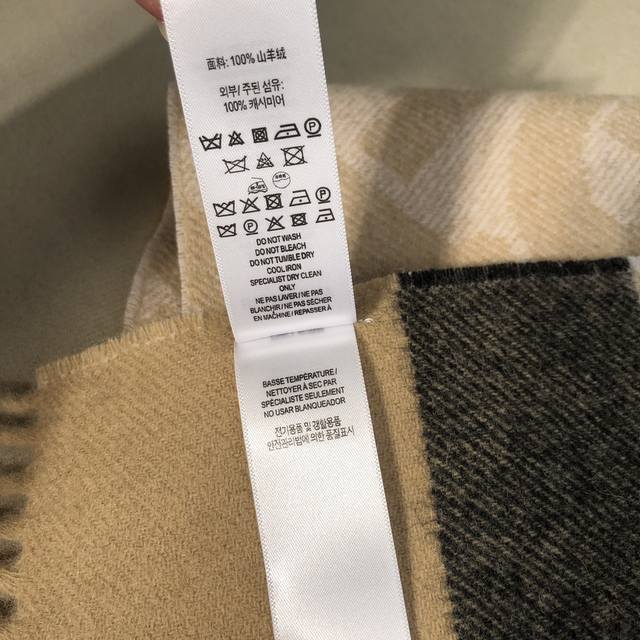 面料: 100% 山羊绒
외부 / 주된 섬유:
100% 캐시미어
DO NOT WASH
DO NOT BLEACH
DO NOT TUMBLE DRY
COOL IRON
SPECIALIST DRY CLEAN
ONLY
NE PAS LAVER / NE PAS
BLANCHIR / NE PAS SÉCHER
EN MACHINE / REPASSER À
BASSE TEMPÉRATURE /
NETTOYER À SEC PAR
SPÉCIALISTE SEULEMENT
NO USAR BLANQUEADOR
전기용품 및 생활용품
안전관리법에 의한 품질표시